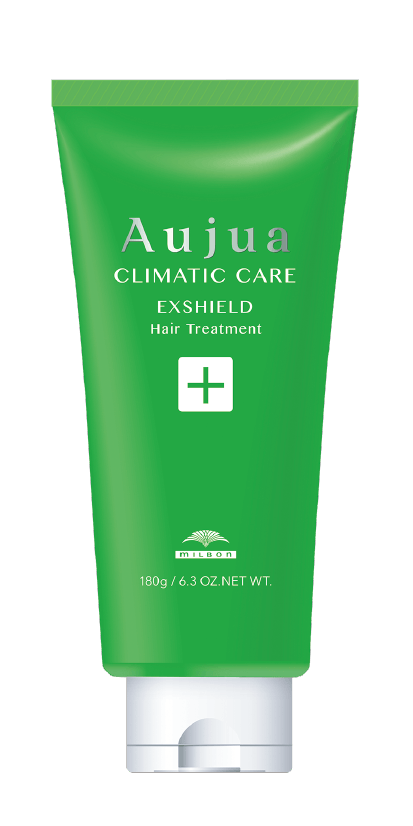 Aujua
CLIMATIC CARE
EXSHIELD
Hair Treatment
+
MILBON
180g / 6.3 OZ.NET WT.